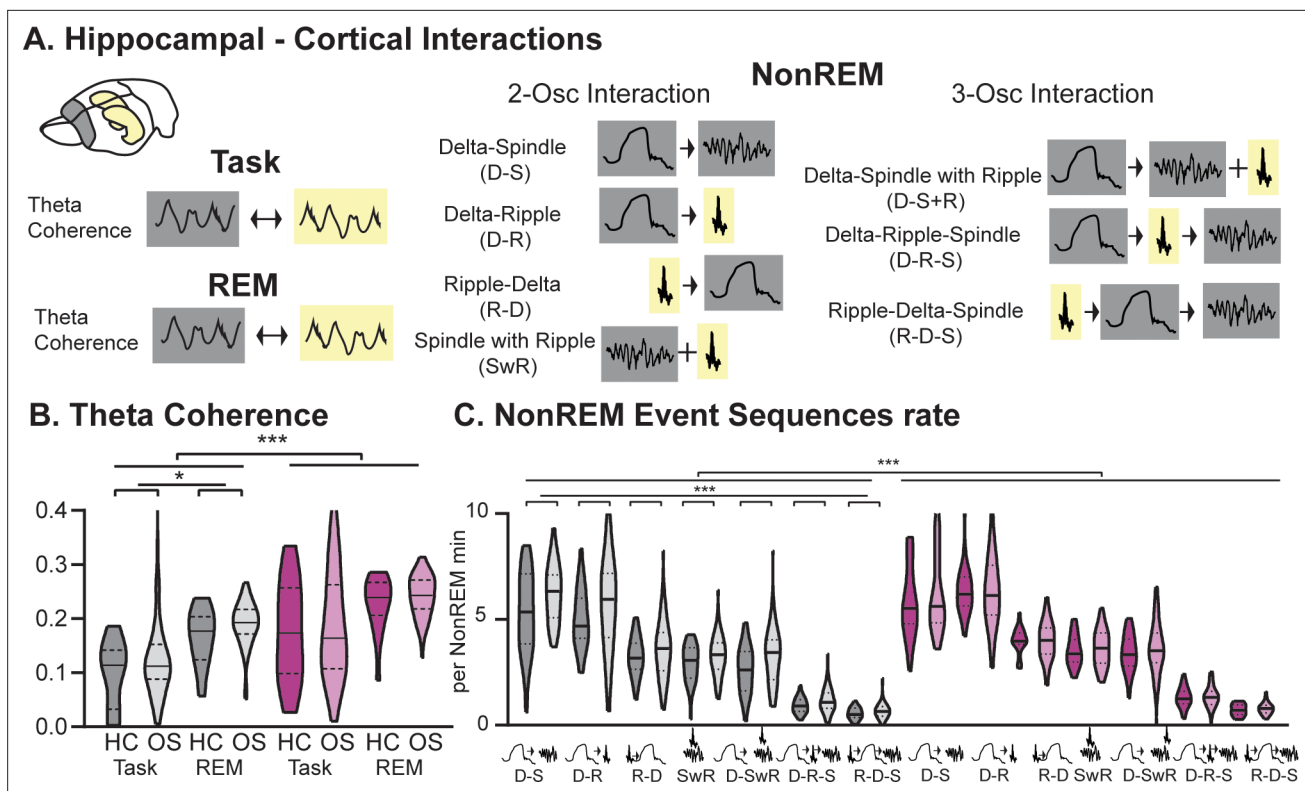 A. Hippocampal - Cortical Interactions
NonREM
2-Osc Interaction
3-Osc Interaction
Task
Theta
Coherence
REM
Theta
Coherence
Delta-Spindle
(D-S)
Delta-Ripple
(D-R)
Ripple-Delta
(R-D)
Spindle with Ripple
(SwR)
Delta-Spindle with Ripple
(D-S+R)
Delta-Ripple-Spindle
(D-R-S)
Ripple-Delta-Spindle
(R-D-S)
B. Theta Coherence
***
*
0.4
0.3
0.2
0.1
0.0
HC OS HC OS HC OS HC OS
Task REM Task REM
C. NonREM Event Sequences rate
***
***
per NonREM min
10
5
0
D-S D-R R-D SwR D-SwR D-R-S R-D-S D-S D-R R-D SwR D-SwR D-R-S R-D-S